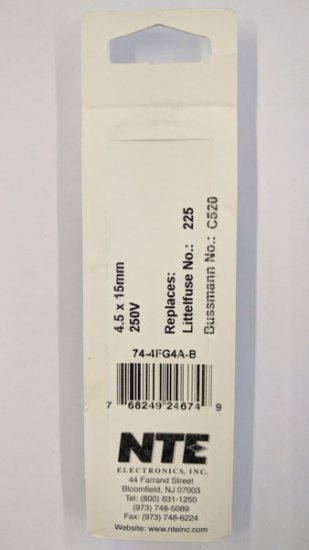 4.5 x 15mm
250V
Replaces:
Littelfuse No.: 225
Bussmann No.: C520
74-4FG4A-B
7 68249 24674 9
NTE
ELECTRONICS, INC.
44 Farrand Street
Bloomfield, NJ 07003
Tel: (800) 631-1250
(973) 748-5089
Fax: (973) 748-6224
Website: www.nteinc.com